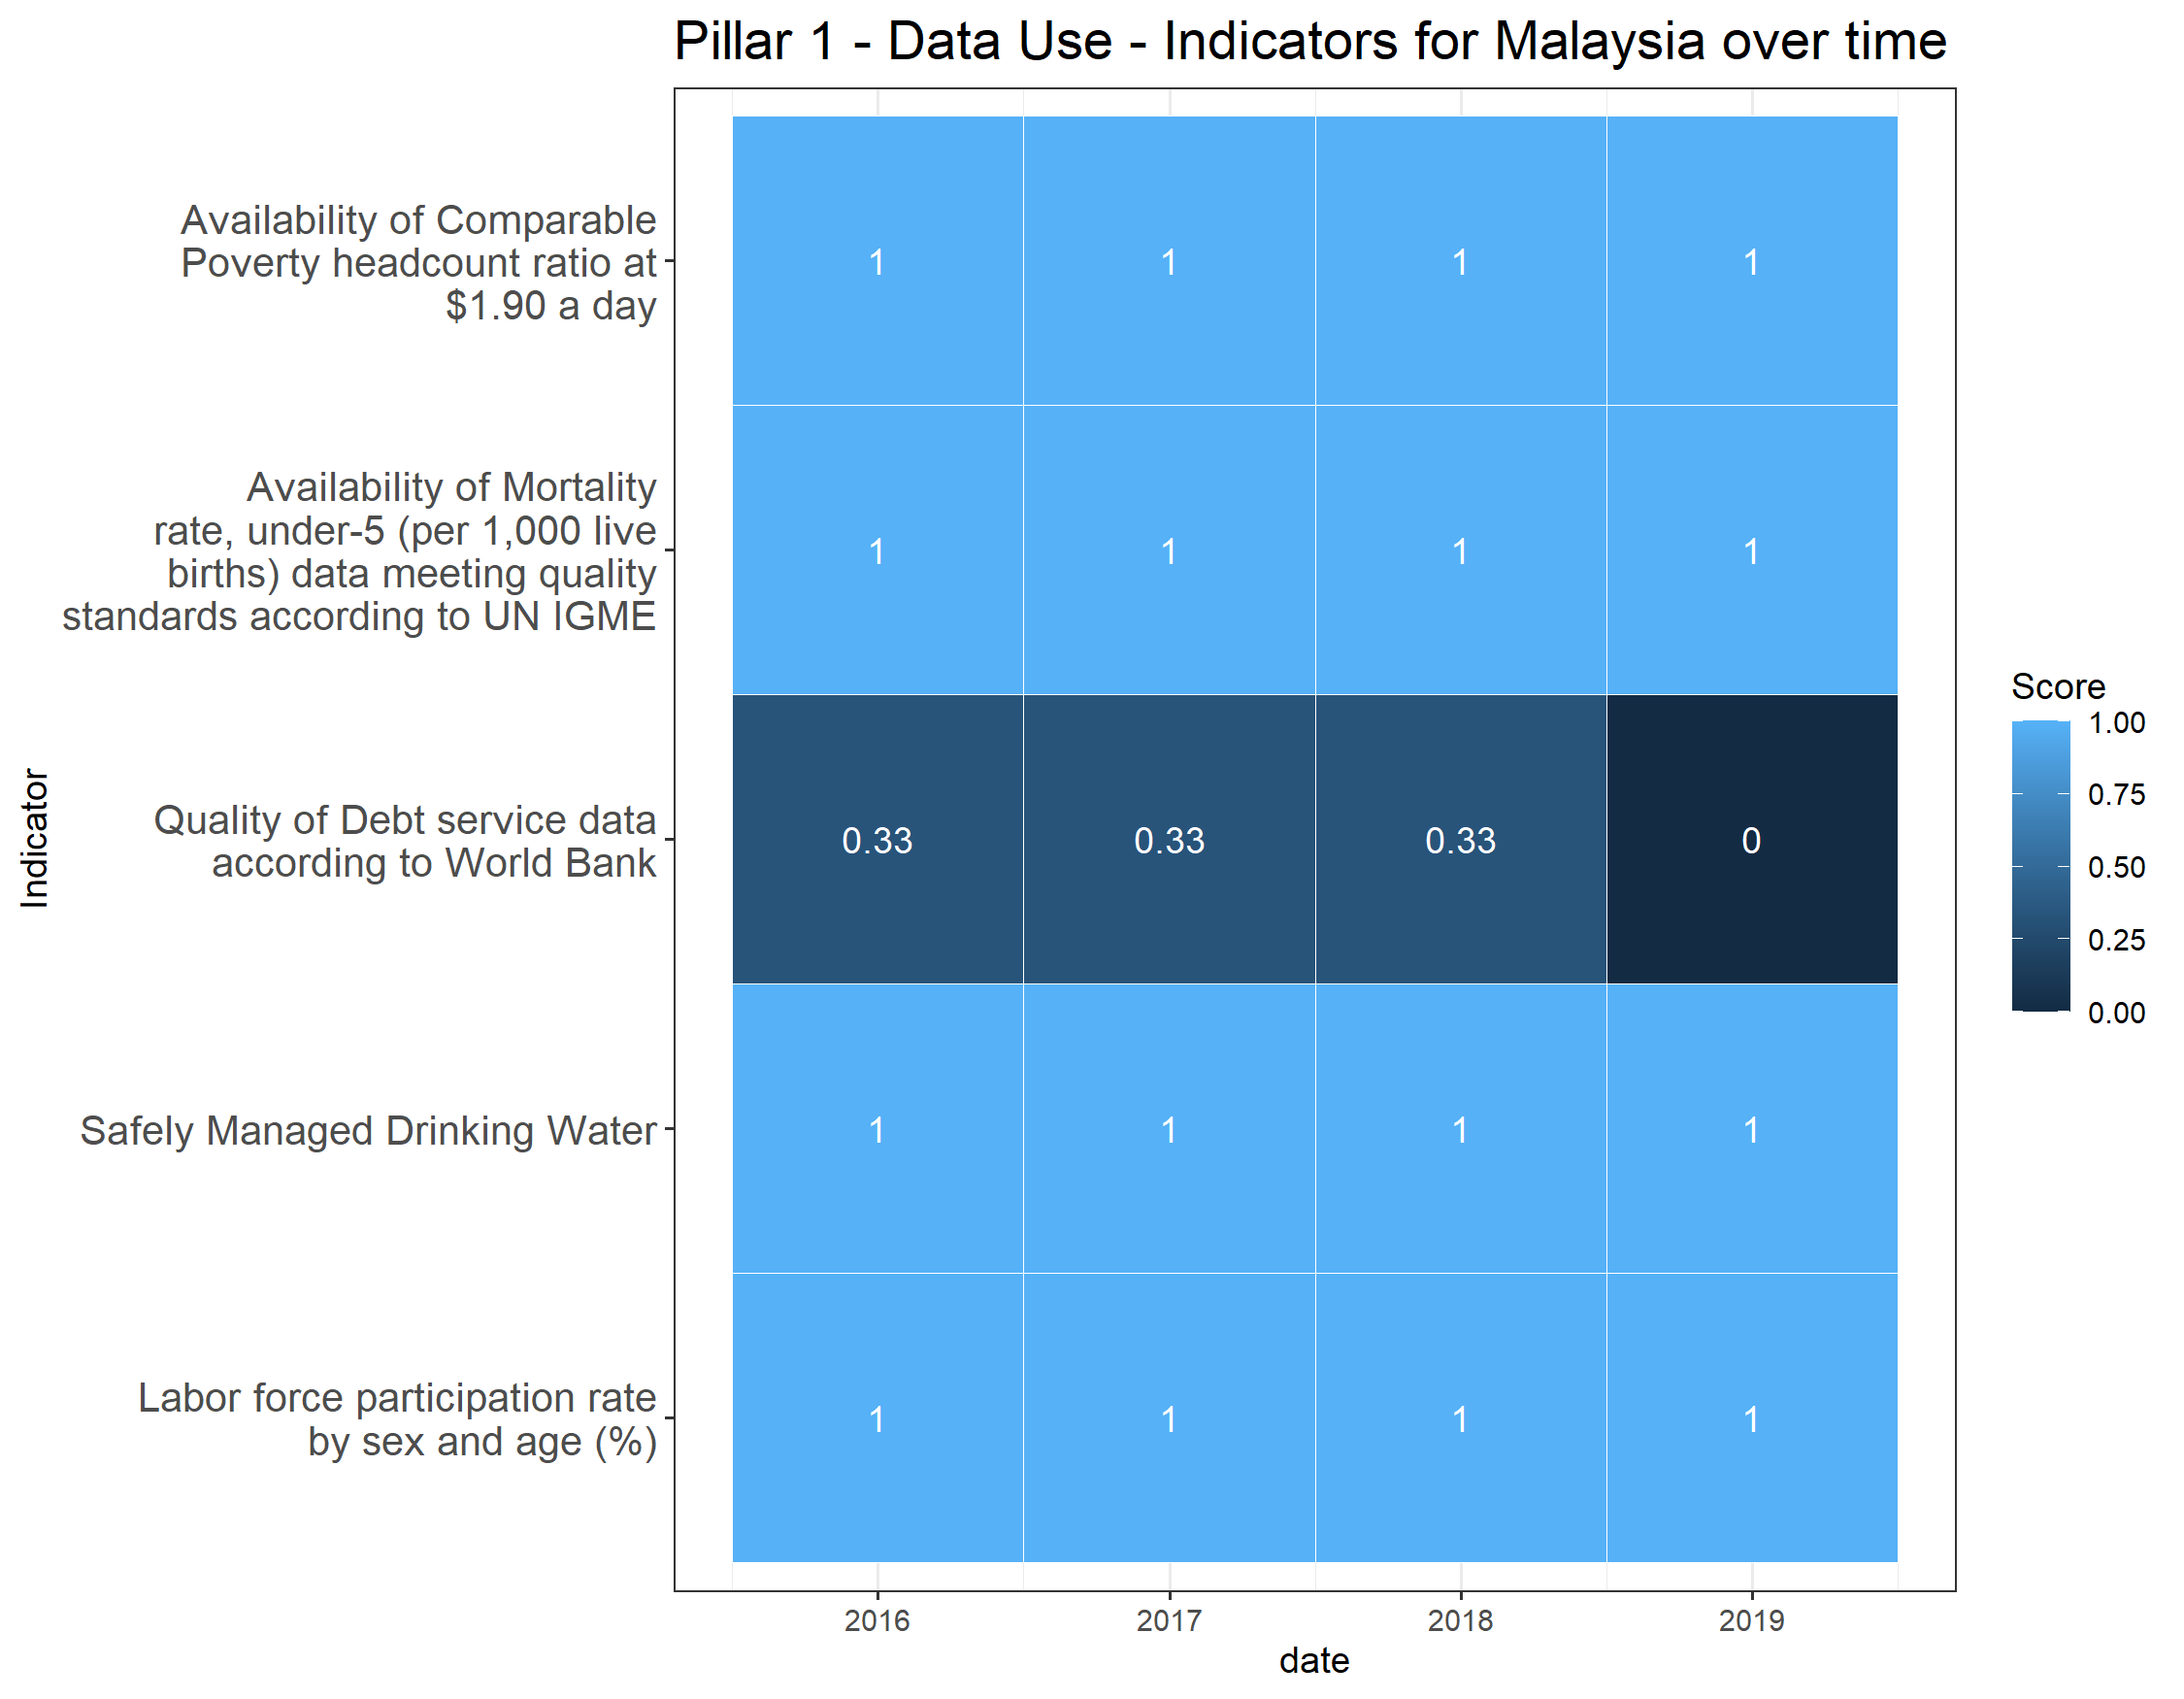 Pillar 1 - Data Use - Indicators for Malaysia over time
Indicator
Availability of Comparable
Poverty headcount ratio at
$1.90 a day
1 1 1 1
Availability of Mortality
rate, under-5 (per 1,000 live
births) data meeting quality
standards according to UN IGME
1 1 1 1
Quality of Debt service data
according to World Bank
0.33 0.33 0.33 0
Safely Managed Drinking Water
1 1 1 1
Labor force participation rate
by sex and age (%)
1 1 1 1
2016 2017 2018 2019
date
Score
1.00
0.75
0.50
0.25
0.00